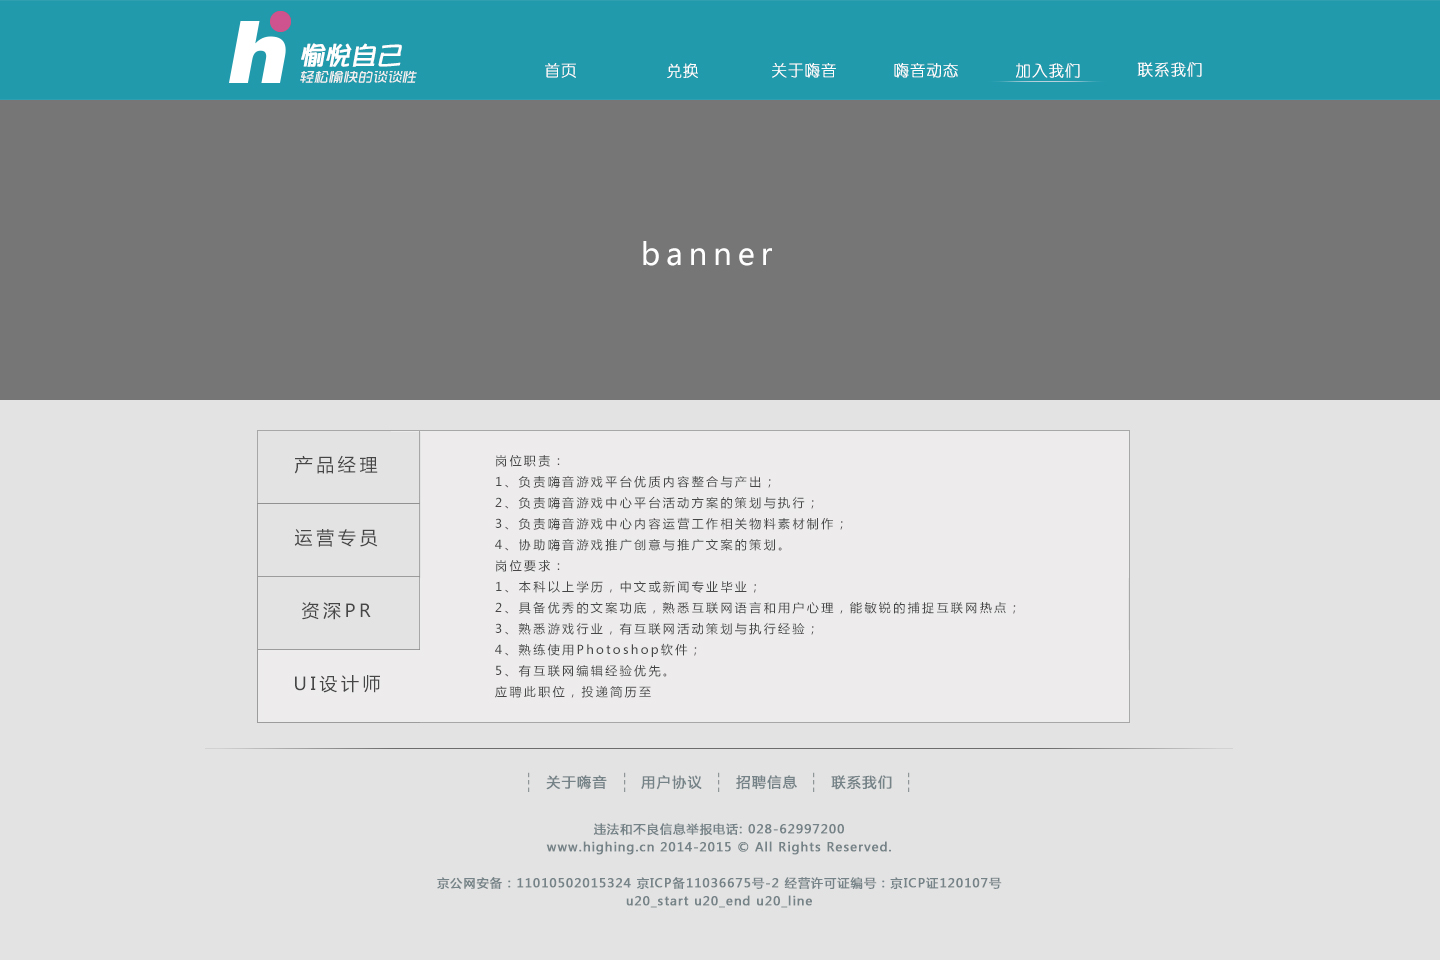 hi 愉悦自己
轻松愉快的谈谈性
首页 兑换 关于嗨音 嗨音动态 加入我们 联系我们
banner
产品经理
运营专员
资深PR
UI设计师
岗位职责：
1、负责嗨音游戏平台优质内容整合与产出；
2、负责嗨音游戏中心平台活动方案的策划与执行；
3、负责嗨音游戏中心内容运营工作相关物料素材制作；
4、协助嗨音游戏推广创意与推广文案的策划。
岗位要求：
1、本科以上学历，中文或新闻专业毕业；
2、具备优秀的文案功底，熟悉互联网语言和用户心理，能敏锐的捕捉互联网热点；
3、熟悉游戏行业，有互联网活动策划与执行经验；
4、熟练使用Photoshop软件；
5、有互联网编辑经验优先。
应聘此职位，投递简历至
关于嗨音 用户协议 招聘信息 联系我们
违法和不良信息举报电话: 028-62997200
www.highing.cn 2014-2015 © All Rights Reserved.
京公网安备：11010502015324 京ICP备11036675号-2 经营许可证编号：京ICP证120107号
u20_start u20_end u20_line